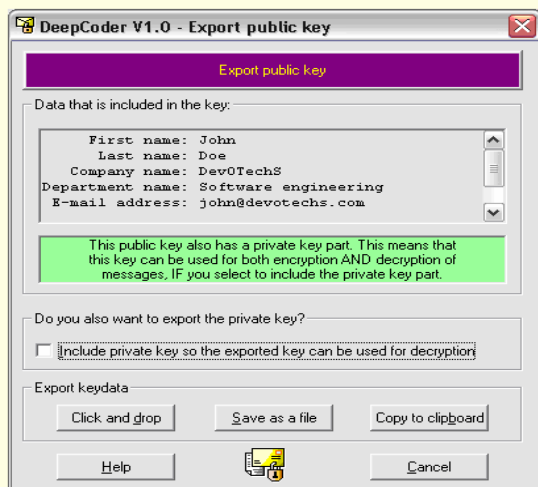 DeepCoder V1.0 - Export public key
Export public key
Data that is included in the key:
First name: John
Last name: Doe
Company name: DevOTechS
Department name: Software engineering
E-mail address: john@devotechs.com
This public key also has a private key part. This means that
this key can be used for both encryption AND decryption of
messages, IF you select to include the private key part.
Do you also want to export the private key?
Include private key so the exported key can be used for decryption
Export keydata
Click and drop
Save as a file
Copy to clipboard
Help
Cancel